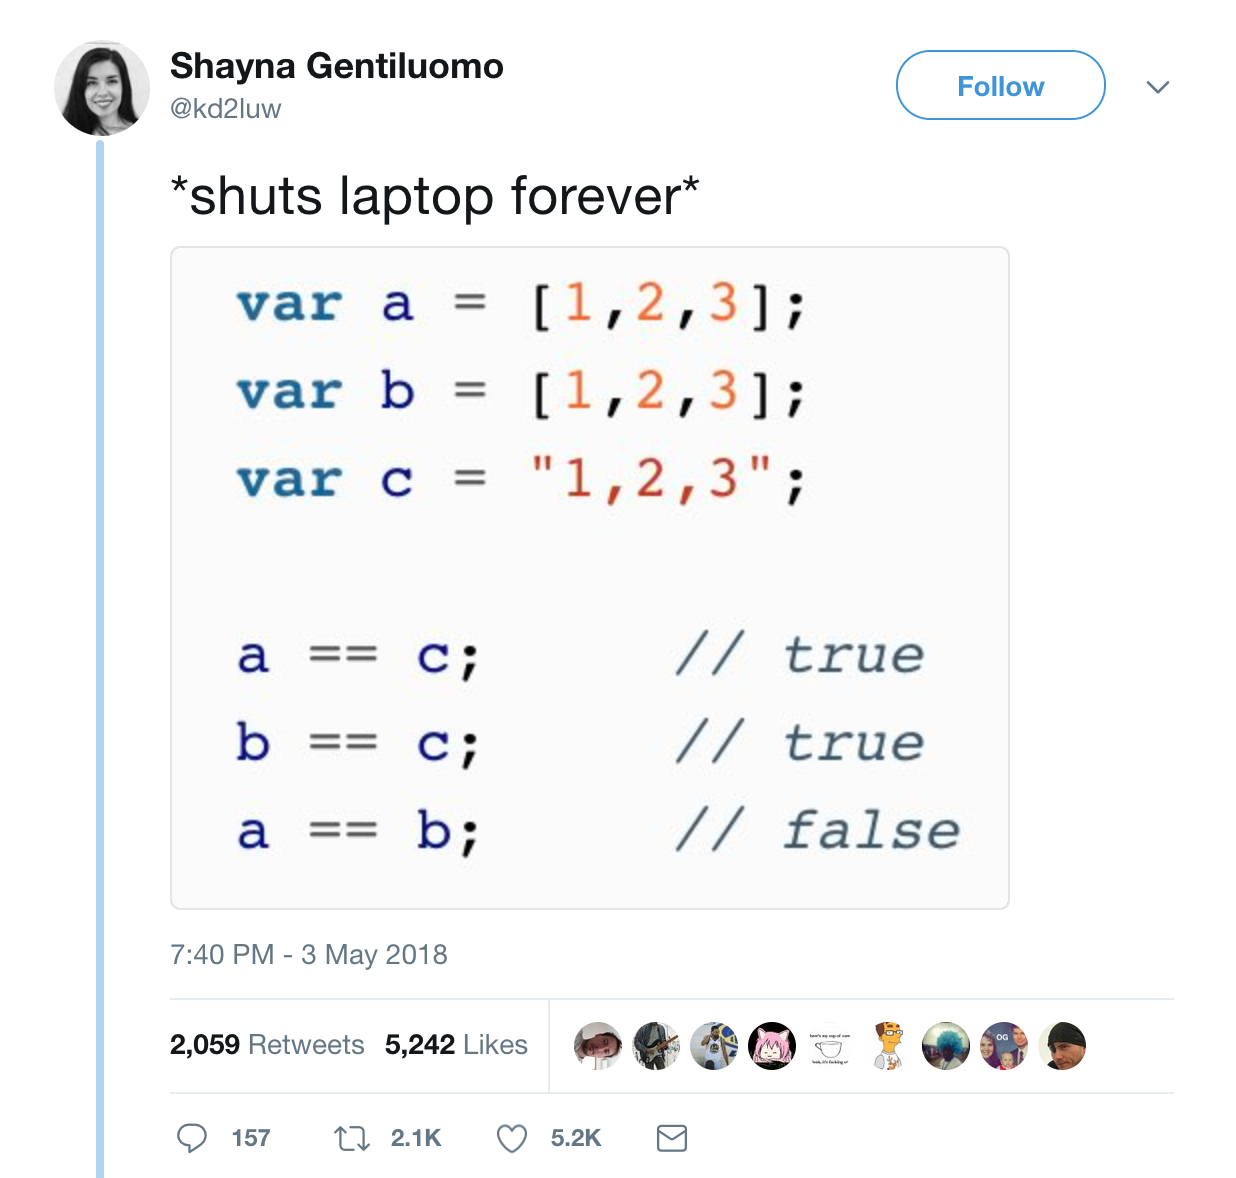 Shayna Gentiluomo
@kd2luw
Follow
*shuts laptop forever*
var a = [1,2,3];
var b = [1,2,3];
var c = "1,2,3";
a == c; // true
b == c; // true
a == b; // false
7:40 PM - 3 May 2018
2,059 Retweets 5,242 Likes
OG
157 2.1K 5.2K